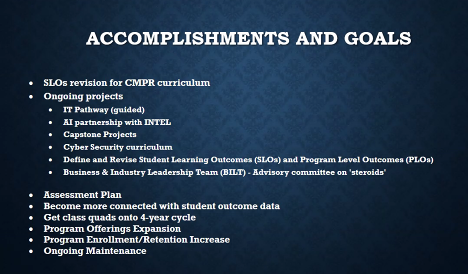 ACCOMPLISHMENTS AND GOALS
• SLOs revision for CMPR curriculum
• Ongoing projects
• IT Pathway (guided)
• AI partnership with INTEL
• Capstone Projects
• Cyber Security curriculum
• Define and Revise Student Learning Outcomes (SLOs) and Program Level Outcomes (PLOs)
• Business & Industry Leadership Team (BILT) - Advisory committee on 'steroids'
• Assessment Plan
• Become more connected with student outcome data
• Get class quads onto 4-year cycle
• Program Offerings Expansion
• Program Enrollment/Retention Increase
• Ongoing Maintenance